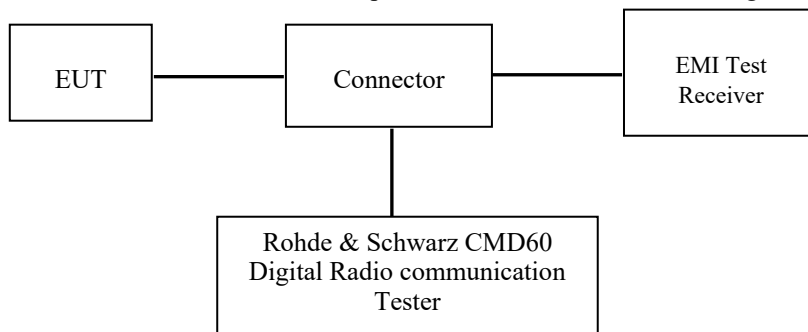 EUT
Connector
EMI Test
Receiver
Rohde & Schwarz CMD60
Digital Radio communication
Tester